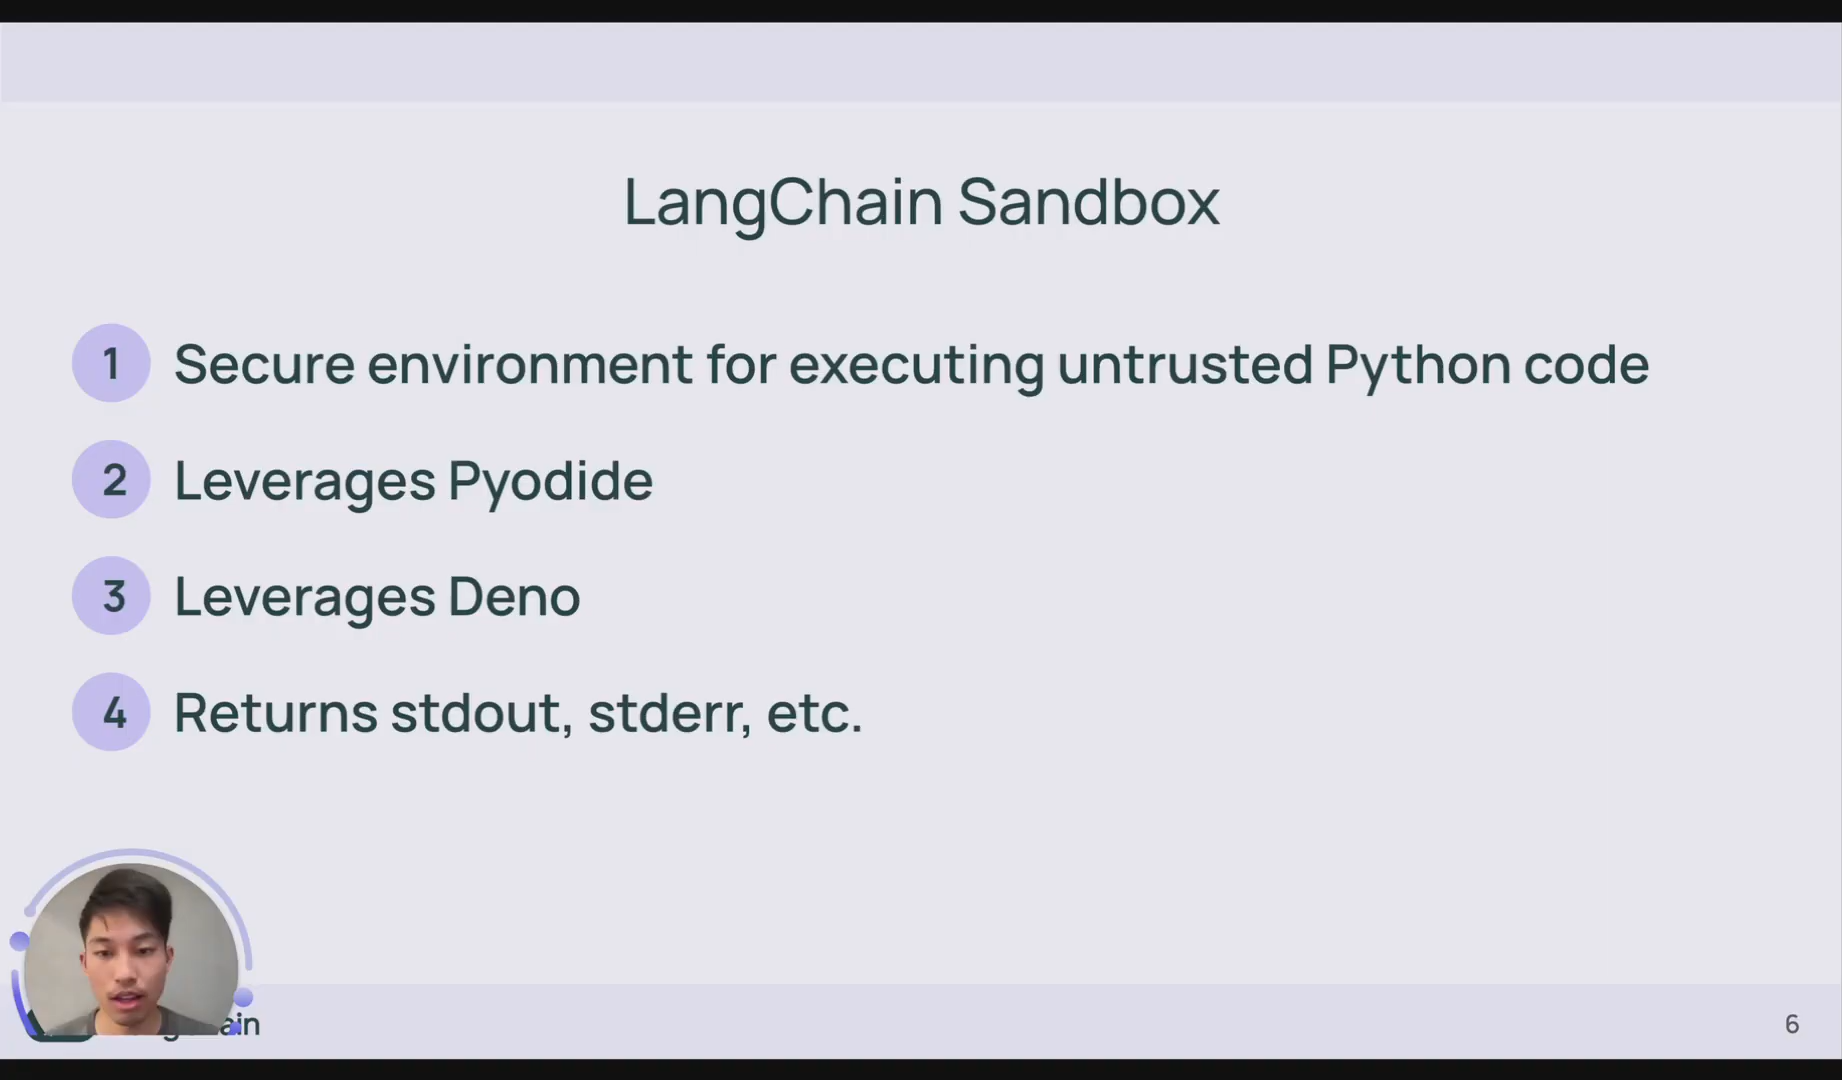 LangChain Sandbox
1 Secure environment for executing untrusted Python code
2 Leverages Pyodide
3 Leverages Deno
4 Returns stdout, stderr, etc.
6